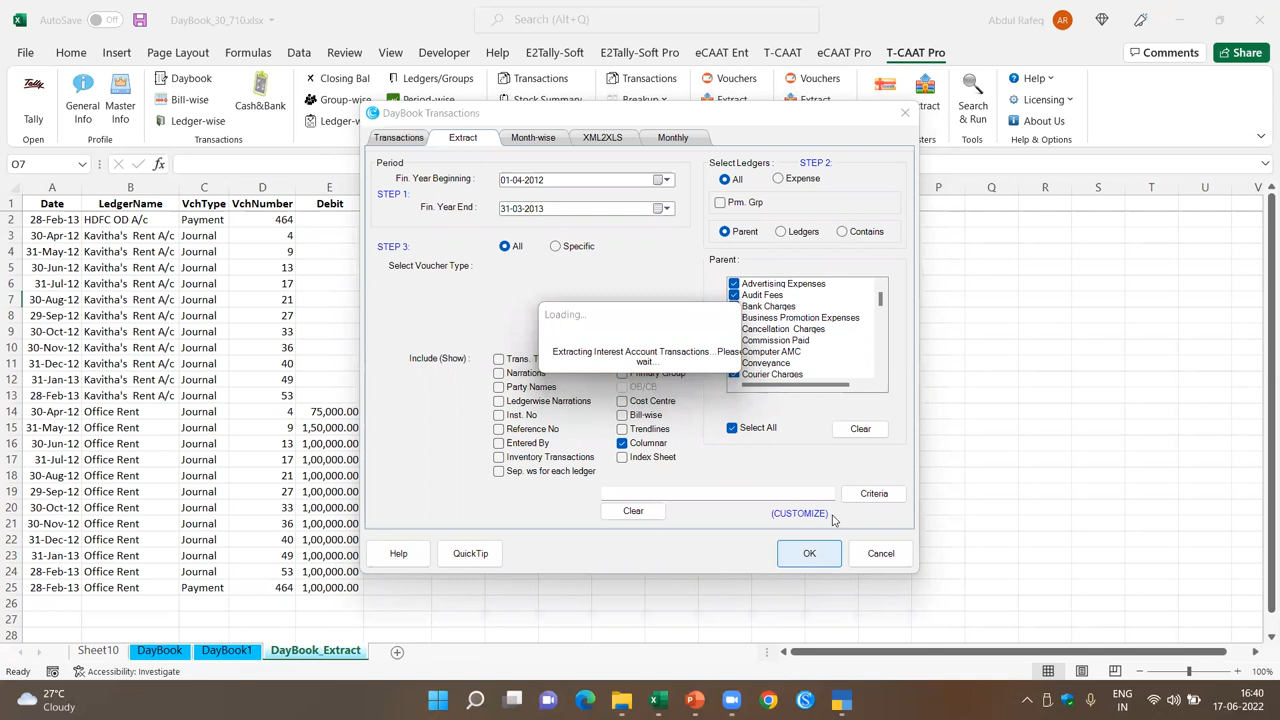 AutoSave Off DayBook_30_710.xlsx Search (Alt+Q) Abdul Rafeq AR
File Home Insert Page Layout Formulas Data Review View Developer Help E2Tally-Soft E2Tally-Soft Pro eCAAT Ent T-CAAT eCAAT Pro T-CAAT Pro Comments Share
Tally General Info Master Info Daybook Bill-wise Ledger-wise Cash&Bank Closing Bal Group-wise Ledgers/Groups Transactions Transactions Vouchers Vouchers Search & Run Help Licensing About Us
Open Profile Transactions Tools Help & Options
O7 fx
DayBook Transactions
Transactions Extract Month-wise XML2XLS Monthly
Period
Fin. Year Beginning : 01-04-2012
STEP 1:
Fin. Year End : 31-03-2013
STEP 3: All Specific
Select Voucher Type :
Select Ledgers : STEP 2:
All Expense
Prm. Grp
Parent Ledgers Contains
Parent :
Advertising Expenses
Audit Fees
Bank Charges
Business Promotion Expenses
Cancellation Charges
Commission Paid
Computer AMC
Conveyance
Courier Charges
Select All Clear
Loading...
Extracting Interest Account Transactions...Please
wait...
Include (Show) : Trans. T
Narrations Primary Group
Party Names OB/CB
Ledgerwise Narrations Cost Centre
Inst. No Bill-wise
Reference No Trendlines
Entered By Columnar
Inventory Transactions Index Sheet
Sep. ws for each ledger
Criteria
Clear (CUSTOMIZE)
Help QuickTip OK Cancel
A B C D E P Q R S T U V
1 Date LedgerName VchType VchNumber Debit
2 28-Feb-13 HDFC OD A/c Payment 464
3 30-Apr-12 Kavitha's Rent A/c Journal 4
4 31-May-12 Kavitha's Rent A/c Journal 9
5 30-Jun-12 Kavitha's Rent A/c Journal 13
6 31-Jul-12 Kavitha's Rent A/c Journal 17
7 30-Aug-12 Kavitha's Rent A/c Journal 21
8 29-Sep-12 Kavitha's Rent A/c Journal 27
9 31-Oct-12 Kavitha's Rent A/c Journal 33
10 30-Nov-12 Kavitha's Rent A/c Journal 36
11 31-Dec-12 Kavitha's Rent A/c Journal 40
12 31-Jan-13 Kavitha's Rent A/c Journal 49
13 28-Feb-13 Kavitha's Rent A/c Journal 53
14 30-Apr-12 Office Rent Journal 4 75,000.00
15 31-May-12 Office Rent Journal 9 1,50,000.00
16 30-Jun-12 Office Rent Journal 13 1,00,000.00
17 31-Jul-12 Office Rent Journal 17 1,00,000.00
18 30-Aug-12 Office Rent Journal 21 1,00,000.00
19 29-Sep-12 Office Rent Journal 27 1,00,000.00
20 31-Oct-12 Office Rent Journal 33 1,00,000.00
21 30-Nov-12 Office Rent Journal 36 1,00,000.00
22 31-Dec-12 Office Rent Journal 40 1,00,000.00
23 31-Jan-13 Office Rent Journal 49 1,00,000.00
24 28-Feb-13 Office Rent Journal 53 1,00,000.00
25 28-Feb-13 Office Rent Payment 464 1,00,000.00
26
27
28
Sheet10 DayBook DayBook1 DayBook_Extract
Ready Accessibility: Investigate 100%
27°C Cloudy ENG IN 16:40 17-06-2022